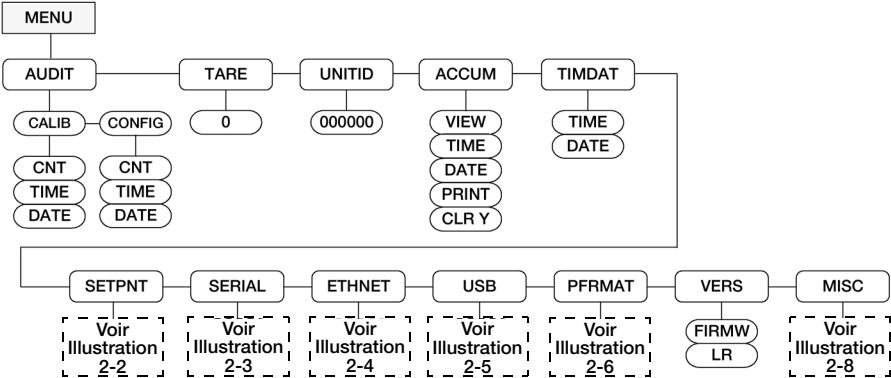 MENU
AUDIT TARE UNITID ACCUM TIMDAT
CALIB CONFIG 0 000000 VIEW TIME
TIME DATE
CNT CNT DATE
TIME TIME PRINT
DATE DATE CLR Y
SETPNT SERIAL ETHNET USB PFRMAT VERS MISC
Voir Voir Voir Voir Voir FIRMW Voir
Illustration Illustration Illustration Illustration Illustration LR Illustration
2-2 2-3 2-4 2-5 2-6 2-8